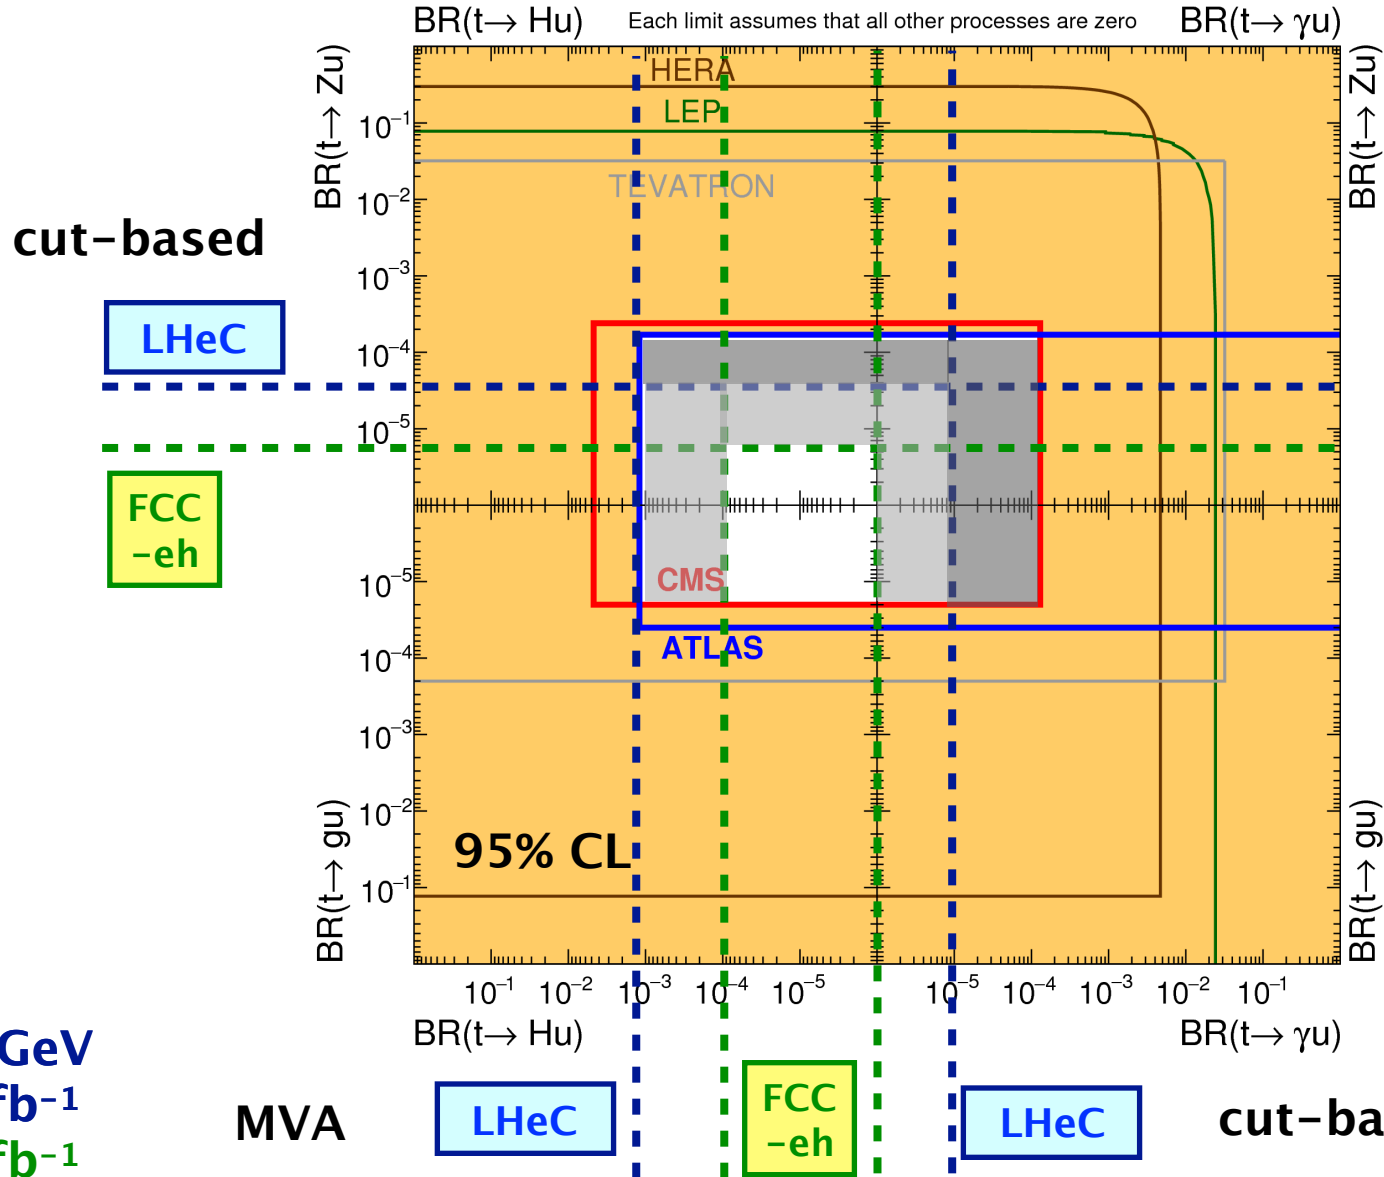 BR(t→ Hu)
Each limit assumes that all other processes are zero
BR(t→ γu)
BR(t→ Zu)
BR(t→ Zu)
HERA
LEP
TEVATRON
10⁻¹
10⁻²
10⁻³
10⁻⁴
10⁻⁵
cut-based
LHeC
FCC
-eh
10⁻⁵
10⁻⁴
10⁻³
10⁻²
10⁻¹
CMS
ATLAS
95% CL
BR(t→ gu)
BR(t→ gu)
10⁻¹ 10⁻² 10⁻³ 10⁻⁴ 10⁻⁵ 10⁻⁵ 10⁻⁴ 10⁻³ 10⁻² 10⁻¹
BR(t→ Hu)
BR(t→ γu)
GeV
fb⁻¹
fb⁻¹
MVA
LHeC
FCC
-eh
LHeC
cut-ba